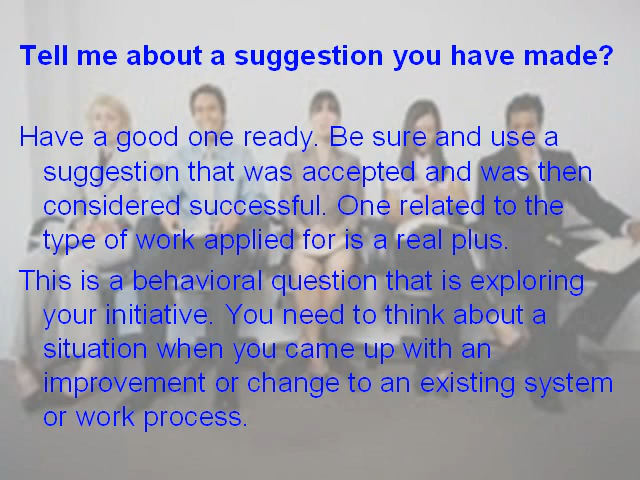 Tell me about a suggestion you have made?
Have a good one ready. Be sure and use a
suggestion that was accepted and was then
considered successful. One related to the
type of work applied for is a real plus.
This is a behavioral question that is exploring
your initiative. You need to think about a
situation when you came up with an
improvement or change to an existing system
or work process.